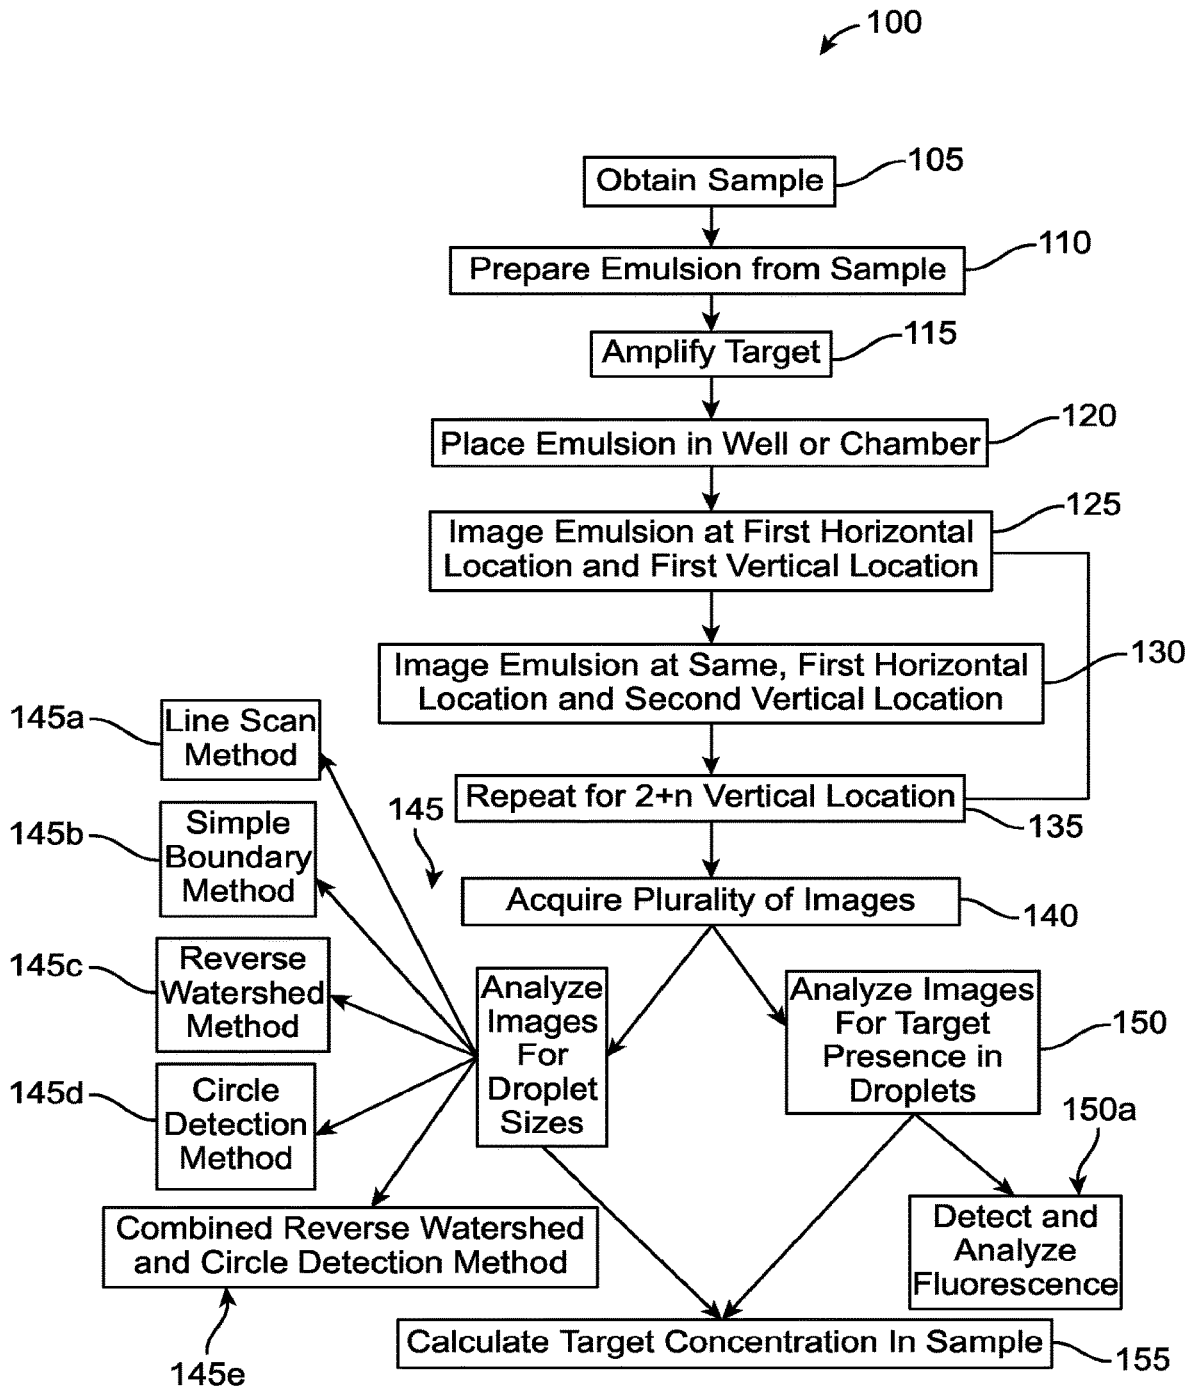 100
Obtain Sample
105
Prepare Emulsion from Sample
110
Amplify Target
115
Place Emulsion in Well or Chamber
120
Image Emulsion at First Horizontal
Location and First Vertical Location
125
Image Emulsion at Same, First Horizontal
Location and Second Vertical Location
130
Repeat for 2+n Vertical Location
135
145
Acquire Plurality of Images
140
145a
Line Scan
Method
145b
Simple
Boundary
Method
145c
Reverse
Watershed
Method
145d
Circle
Detection
Method
Analyze
Images
For
Droplet
Sizes
Analyze Images
For Target
Presence in
Droplets
150
150a
Combined Reverse Watershed
and Circle Detection Method
145e
Detect and
Analyze
Fluorescence
Calculate Target Concentration In Sample
155